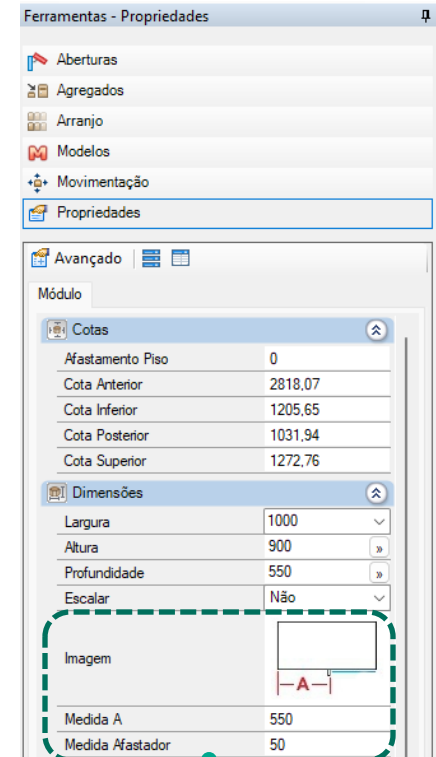 Ferramentas - Propriedades
Aberturas
Agregados
Arranjo
Modelos
Movimentação
Propriedades
Avançado
Módulo
Cotas
Afastamento Piso 0
Cota Anterior 2818,07
Cota Inferior 1205,65
Cota Posterior 1031,94
Cota Superior 1272,76
Dimensões
Largura 1000
Altura 900 »
Profundidade 550 »
Escalar Não
Imagem
A
Medida A 550
Medida Afastador 50